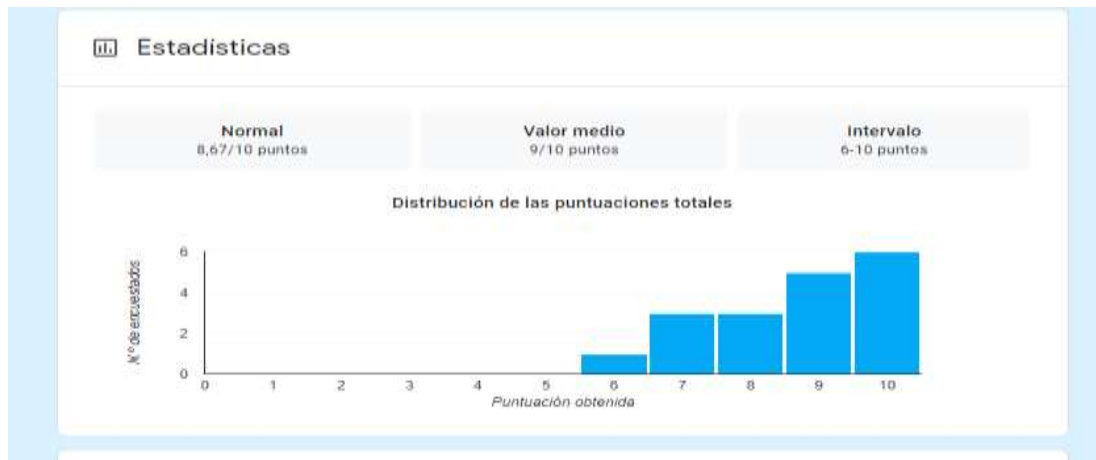 Estadísticas
Normal
8,67/10 puntos
Valor medio
9/10 puntos
Intervalo
6-10 puntos
Distribución de las puntuaciones totales
N.º de encuestados
6
4
2
0
0 1 2 3 4 5 6 7 8 9 10
Puntuación obtenida